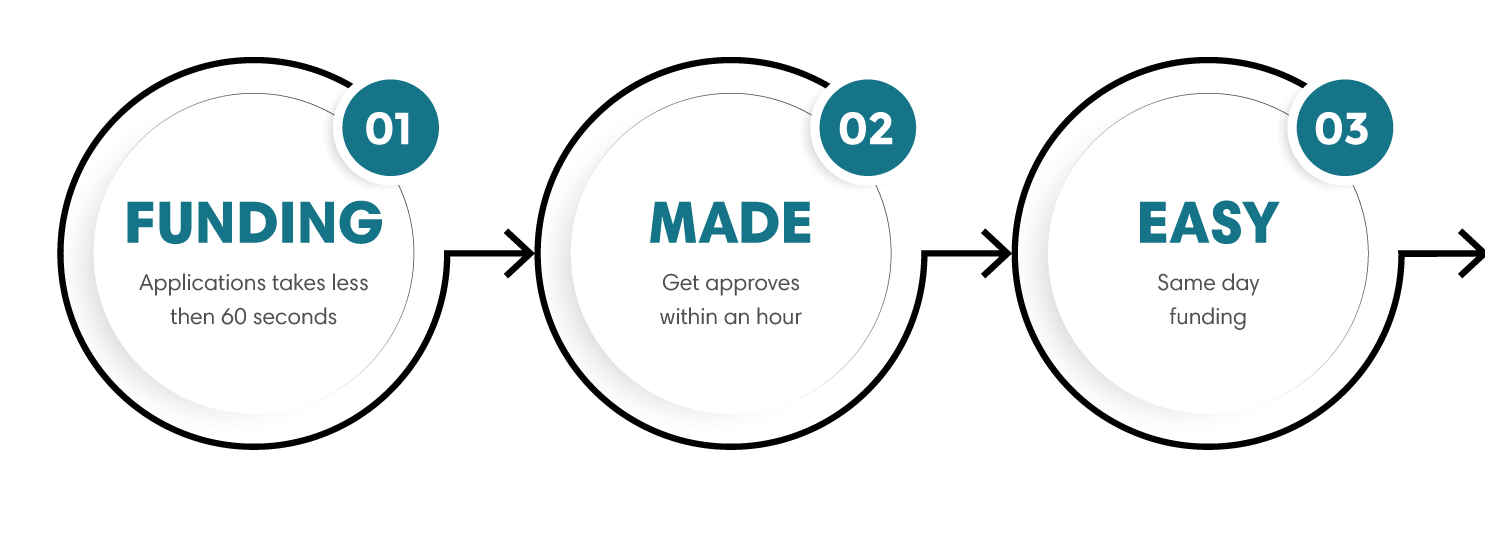 01
FUNDING
Applications takes less
then 60 seconds
02
MADE
Get approves
within an hour
03
EASY
Same day
funding